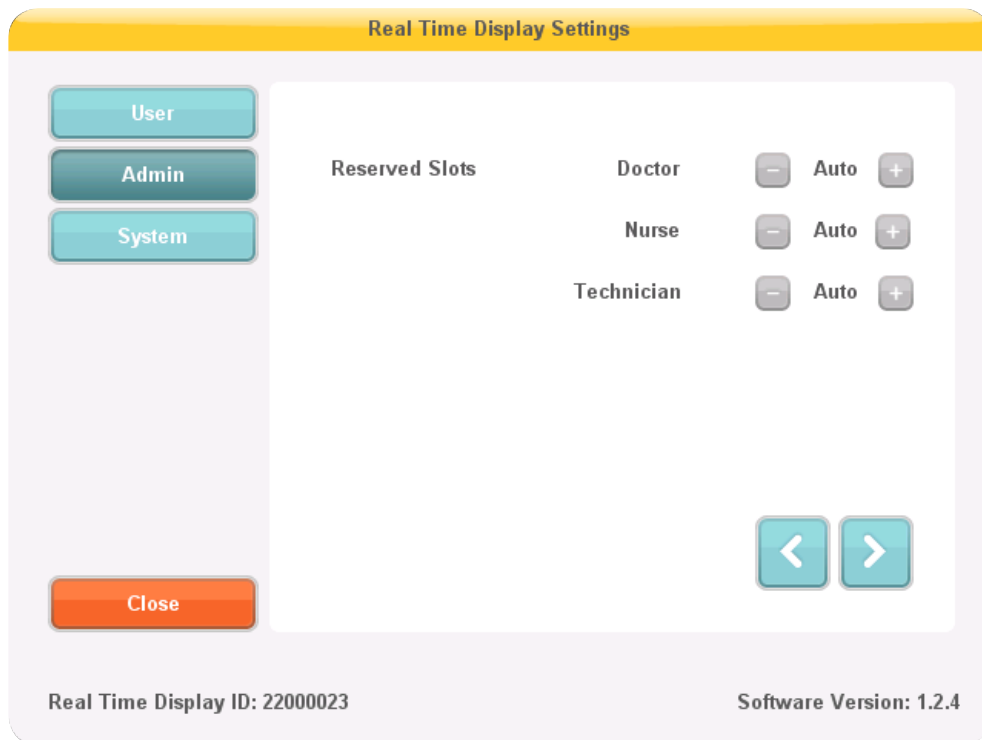 Real Time Display Settings
User
Admin
System
Reserved Slots Doctor − Auto +
Nurse − Auto +
Technician − Auto +
Close
Real Time Display ID: 22000023 Software Version: 1.2.4